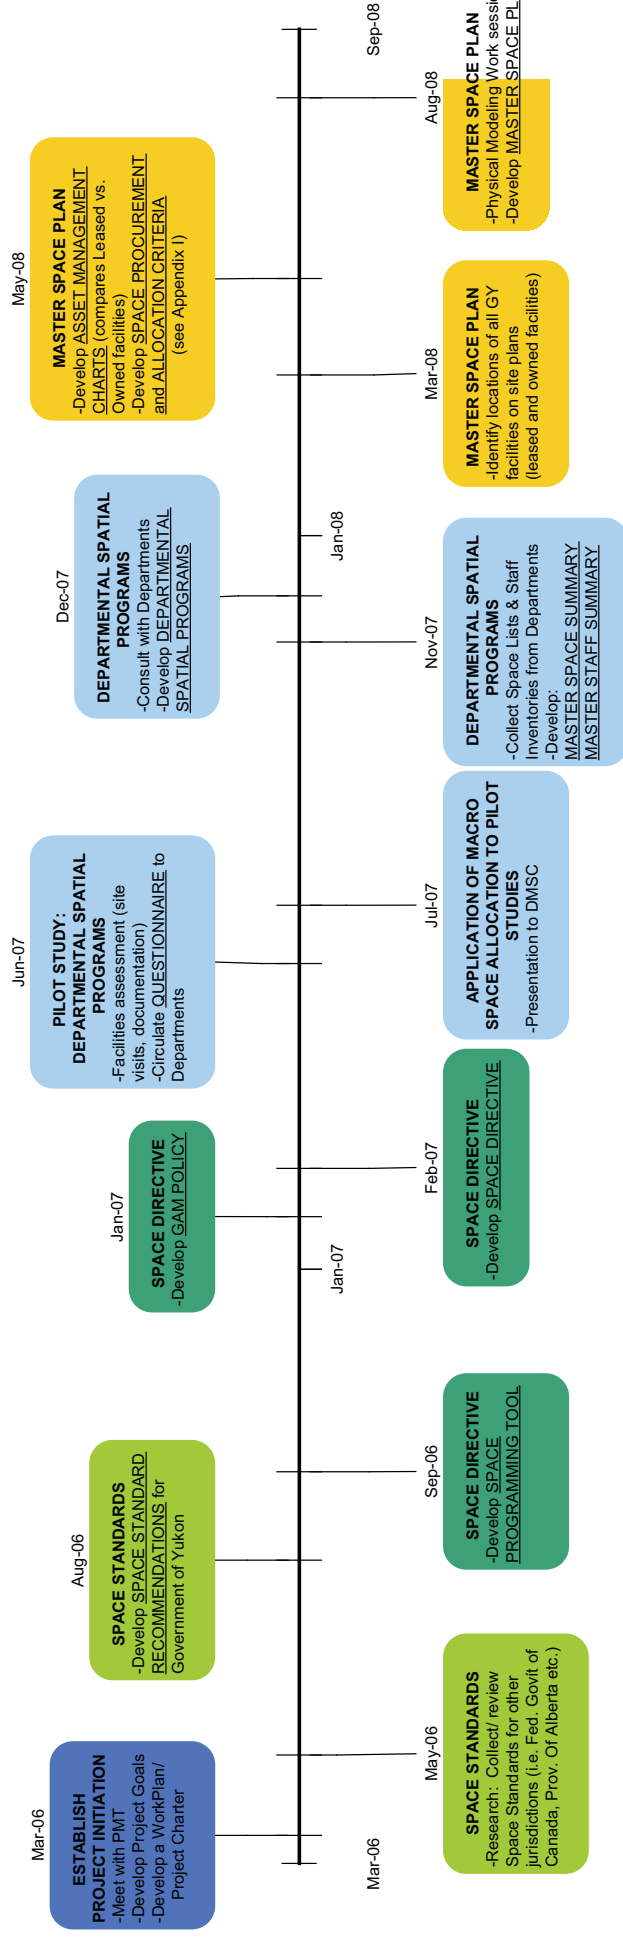 Mar-06
ESTABLISH
PROJECT INITIATION
-Meet with PMT
-Develop Project Goals
-Develop a WorkPlan/
Project Charter
Aug-06
SPACE STANDARDS
-Develop SPACE STANDARD
RECOMMENDATIONS for
Government of Yukon
Jan-07
SPACE DIRECTIVE
-Develop GAM POLICY
Jun-07
PILOT STUDY:
DEPARTMENTAL SPATIAL
PROGRAMS
-Facilities assessment (site
visits, documentation)
-Circulate QUESTIONNAIRE to
Departments
Dec-07
DEPARTMENTAL SPATIAL
PROGRAMS
-Consult with Departments
-Develop DEPARTMENTAL
SPATIAL PROGRAMS
May-08
MASTER SPACE PLAN
-Develop ASSET MANAGEMENT
CHARTS (compares Leased vs.
Owned facilities)
-Develop SPACE PROCUREMENT
and ALLOCATION CRITERIA
(see Appendix I)
Mar-06
Jan-07
Jan-08
Sep-08
May-06
SPACE STANDARDS
-Research: Collect/ review
Space Standards for other
jurisdictions (i.e. Fed. Govit of
Canada, Prov. Of Alberta etc.)
Sep-06
SPACE DIRECTIVE
-Develop SPACE
PROGRAMMING TOOL
Feb-07
SPACE DIRECTIVE
-Develop SPACE DIRECTIVE
Jul-07
APPLICATION OF MACRO
SPACE ALLOCATION TO PILOT
STUDIES
-Presentation to DMSC
Nov-07
DEPARTMENTAL SPATIAL
PROGRAMS
-Collect Space Lists & Staff
Inventories from Departments
-Develop:
MASTER SPACE SUMMARY
MASTER STAFF SUMMARY
Mar-08
MASTER SPACE PLAN
-Identify locations of all GY
facilities on site plans
(leased and owned facilities)
Aug-08
MASTER SPACE PLAN
-Physical Modeling Work
-Develop MASTER SPACE